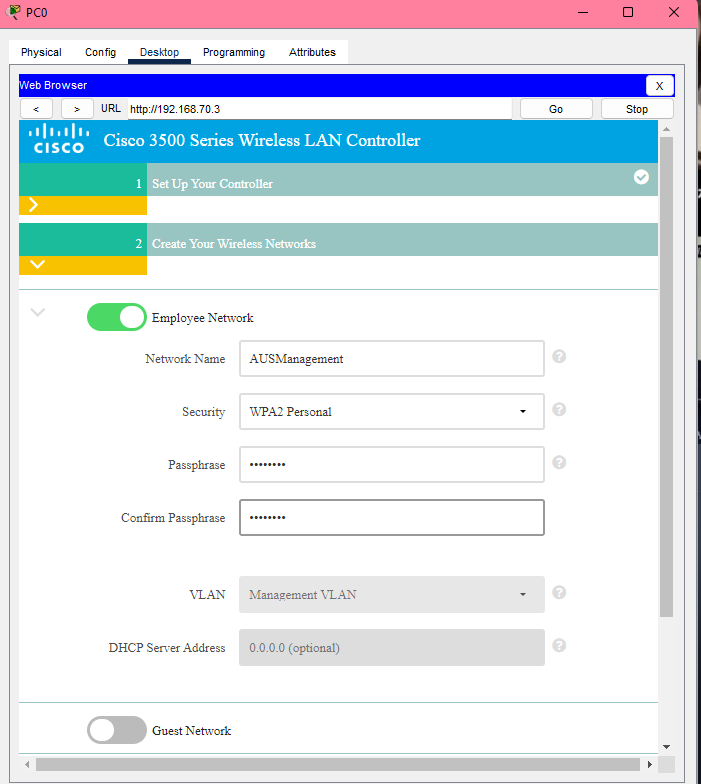 PC0
Physical Config Desktop Programming Attributes
Web Browser X
< > URL http://192.168.70.3 Go Stop
CISCO Cisco 3500 Series Wireless LAN Controller
1 Set Up Your Controller
2 Create Your Wireless Networks
Employee Network
Network Name AUSManagement ?
Security WPA2 Personal ?
Passphrase •••••••• ?
Confirm Passphrase ••••••••
VLAN Management VLAN ?
DHCP Server Address 0.0.0.0 (optional) ?
Guest Network